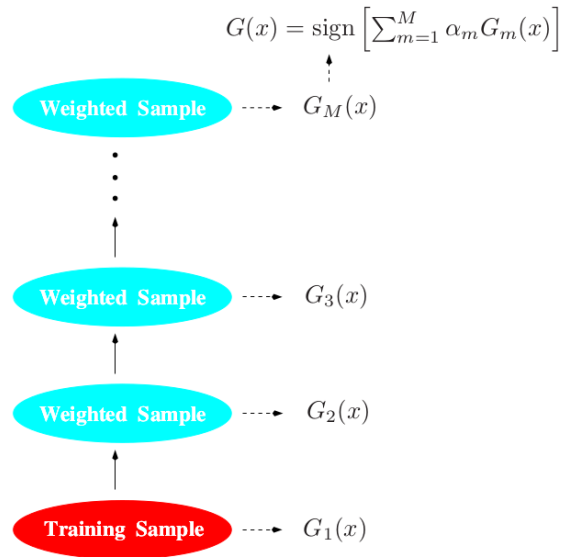 G(x) = sign [∑_{m=1}^{M} α_m G_m(x)]
Weighted Sample G_M(x)
Weighted Sample G_3(x)
Weighted Sample G_2(x)
Training Sample G_1(x)